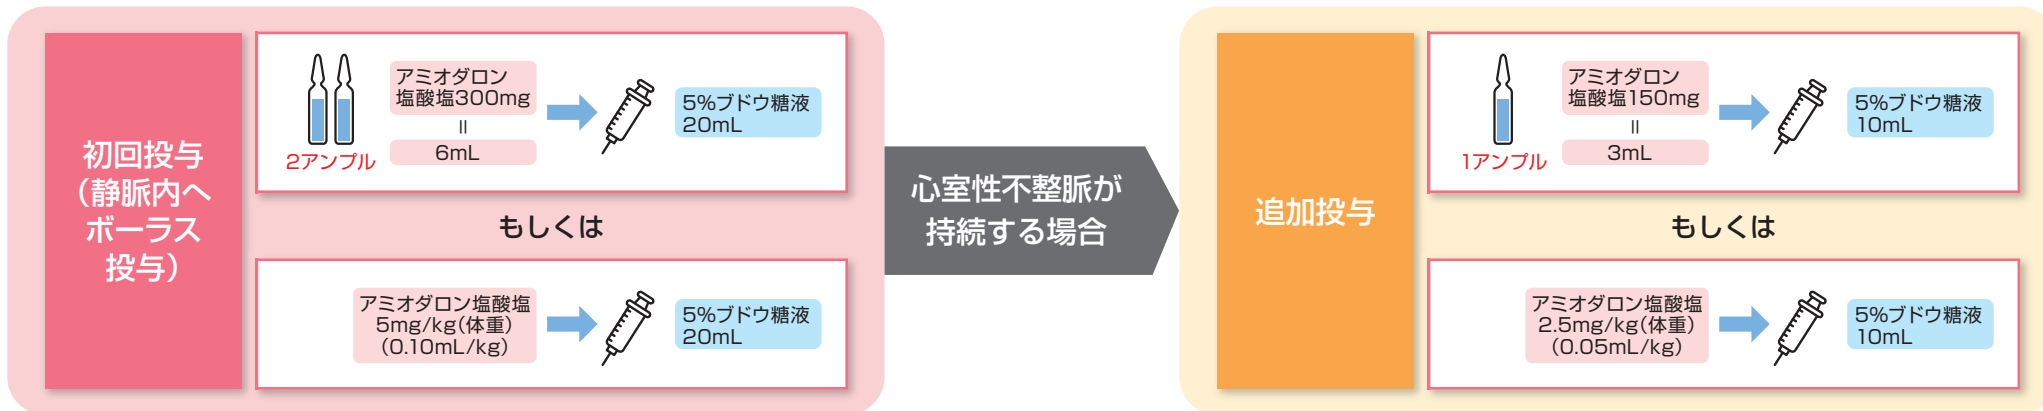 初回投与
（静脈内へ
ボーラス
投与）
2アンプル
アミオダロン
塩酸塩300mg
=
6mL
5%ブドウ糖液
20mL
もしくは
アミオダロン塩酸塩
5mg/kg(体重)
(0.10mL/kg)
5%ブドウ糖液
20mL
心室性不整脈が
持続する場合
追加投与
1アンプル
アミオダロン
塩酸塩150mg
=
3mL
5%ブドウ糖液
10mL
もしくは
アミオダロン塩酸塩
2.5mg/kg(体重)
(0.05mL/kg)
5%ブドウ糖液
10mL